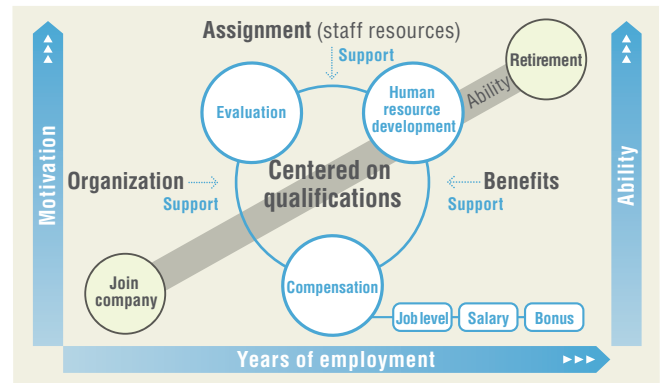 Assignment (staff resources)
Support
Motivation
Ability
Retirement
Evaluation
Human
resource
development
Ability
Organization
Support
Centered on
qualifications
Benefits
Support
Join
company
Compensation
Job level
Salary
Bonus
Years of employment